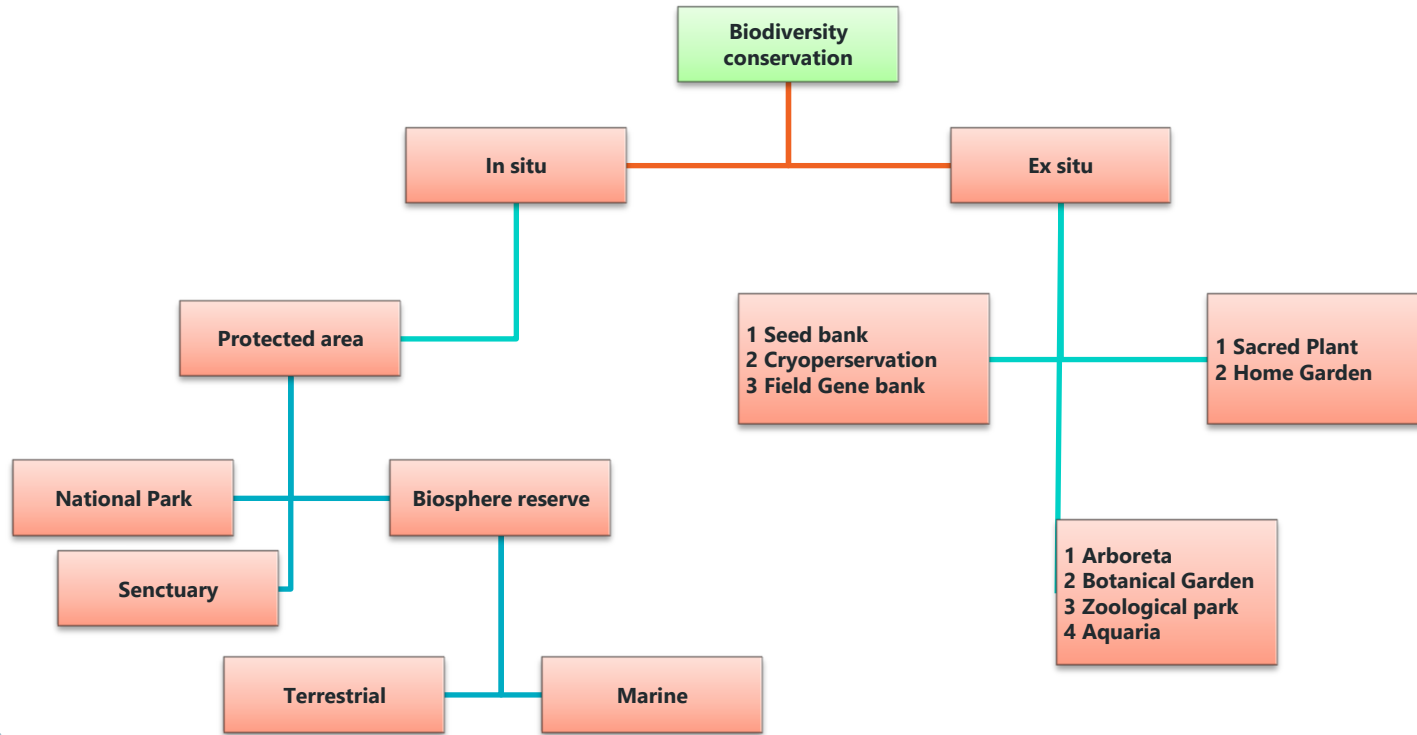 Biodiversity
conservation
In situ
Ex situ
Protected area
1 Seed bank
2 Cryoperservation
3 Field Gene bank
1 Sacred Plant
2 Home Garden
National Park
Biosphere reserve
Senctuary
1 Arboreta
2 Botanical Garden
3 Zoological park
4 Aquaria
Terrestrial
Marine